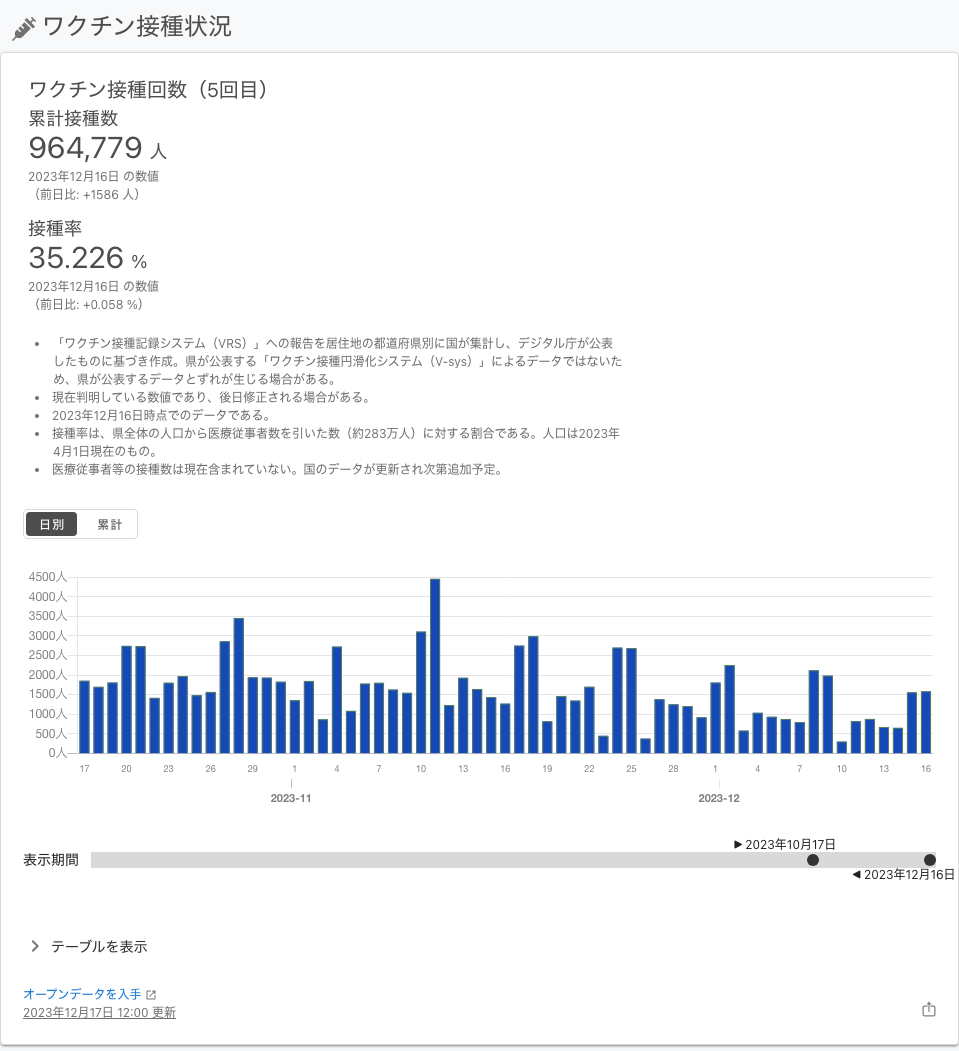 ワクチン接種状況
ワクチン接種回数（5回目）
累計接種数
964,779 人
2023年12月16日 の数値
（前日比: +1586 人）
接種率
35.226 %
2023年12月16日 の数値
（前日比: +0.058 %）
• 「ワクチン接種記録システム（VRS）」への報告を居住地の都道府県別に国が集計し、デジタル庁が公表
したものに基づき作成。県が公表する「ワクチン接種円滑化システム（V-sys）」によるデータではないた
め、県が公表するデータとずれが生じる場合がある。
• 現在判明している数値であり、後日修正される場合がある。
• 2023年12月16日時点でのデータである。
• 接種率は、県全体の人口から医療従事者数を引いた数（約283万人）に対する割合である。人口は2023年
4月1日現在のもの。
• 医療従事者等の接種数は現在含まれていない。国のデータが更新され次第追加予定。
日別 累計
4500人
4000人
3500人
3000人
2500人
2000人
1500人
1000人
500人
0人
17 20 23 26 29 1 4 7 10 13 16 19 22 25 28 1 4 7 10 13 16
2023-11 2023-12
▶ 2023年10月17日
表示期間
◀ 2023年12月16日
テーブルを表示
オープンデータを入手
2023年12月17日 12:00 更新